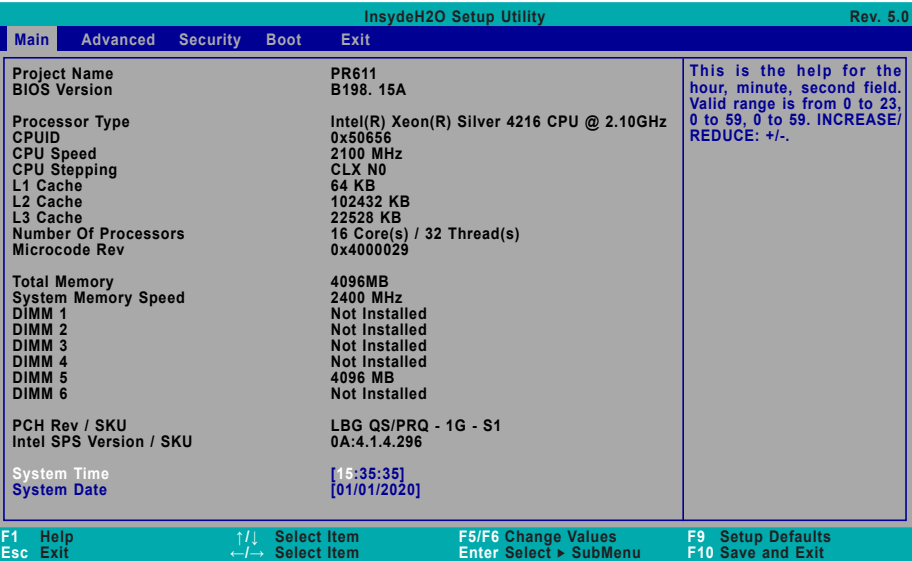 InsydeH2O Setup Utility Rev. 5.0
Main Advanced Security Boot Exit
Project Name PR611
BIOS Version B198. 15A
Processor Type Intel(R) Xeon(R) Silver 4216 CPU @ 2.10GHz
CPUID 0x50656
CPU Speed 2100 MHz
CPU Stepping CLX N0
L1 Cache 64 KB
L2 Cache 102432 KB
L3 Cache 22528 KB
Number Of Processors 16 Core(s) / 32 Thread(s)
Microcode Rev 0x4000029
Total Memory 4096MB
System Memory Speed 2400 MHz
DIMM 1 Not Installed
DIMM 2 Not Installed
DIMM 3 Not Installed
DIMM 4 Not Installed
DIMM 5 4096 MB
DIMM 6 Not Installed
PCH Rev / SKU LBG QS/PRQ - 1G - S1
Intel SPS Version / SKU 0A:4.1.4.296
System Time [15:35:35]
System Date [01/01/2020]
This is the help for the
hour, minute, second field.
Valid range is from 0 to 23,
0 to 59, 0 to 59. INCREASE/
REDUCE: +/-.
F1 Help ↑/↓ Select Item F5/F6 Change Values F9 Setup Defaults
Esc Exit ←/→ Select Item Enter Select ▸ SubMenu F10 Save and Exit